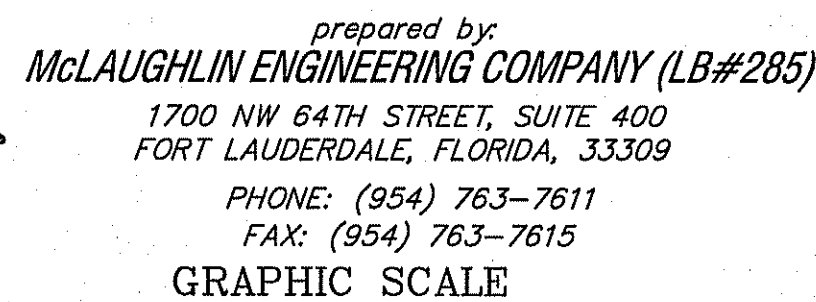 prepared by:
McLAUGHLIN ENGINEERING COMPANY (LB#285)
1700 NW 64TH STREET, SUITE 400
FORT LAUDERDALE, FLORIDA, 33309
PHONE: (954) 763-7611
FAX: (954) 763-7615
GRAPHIC SCALE